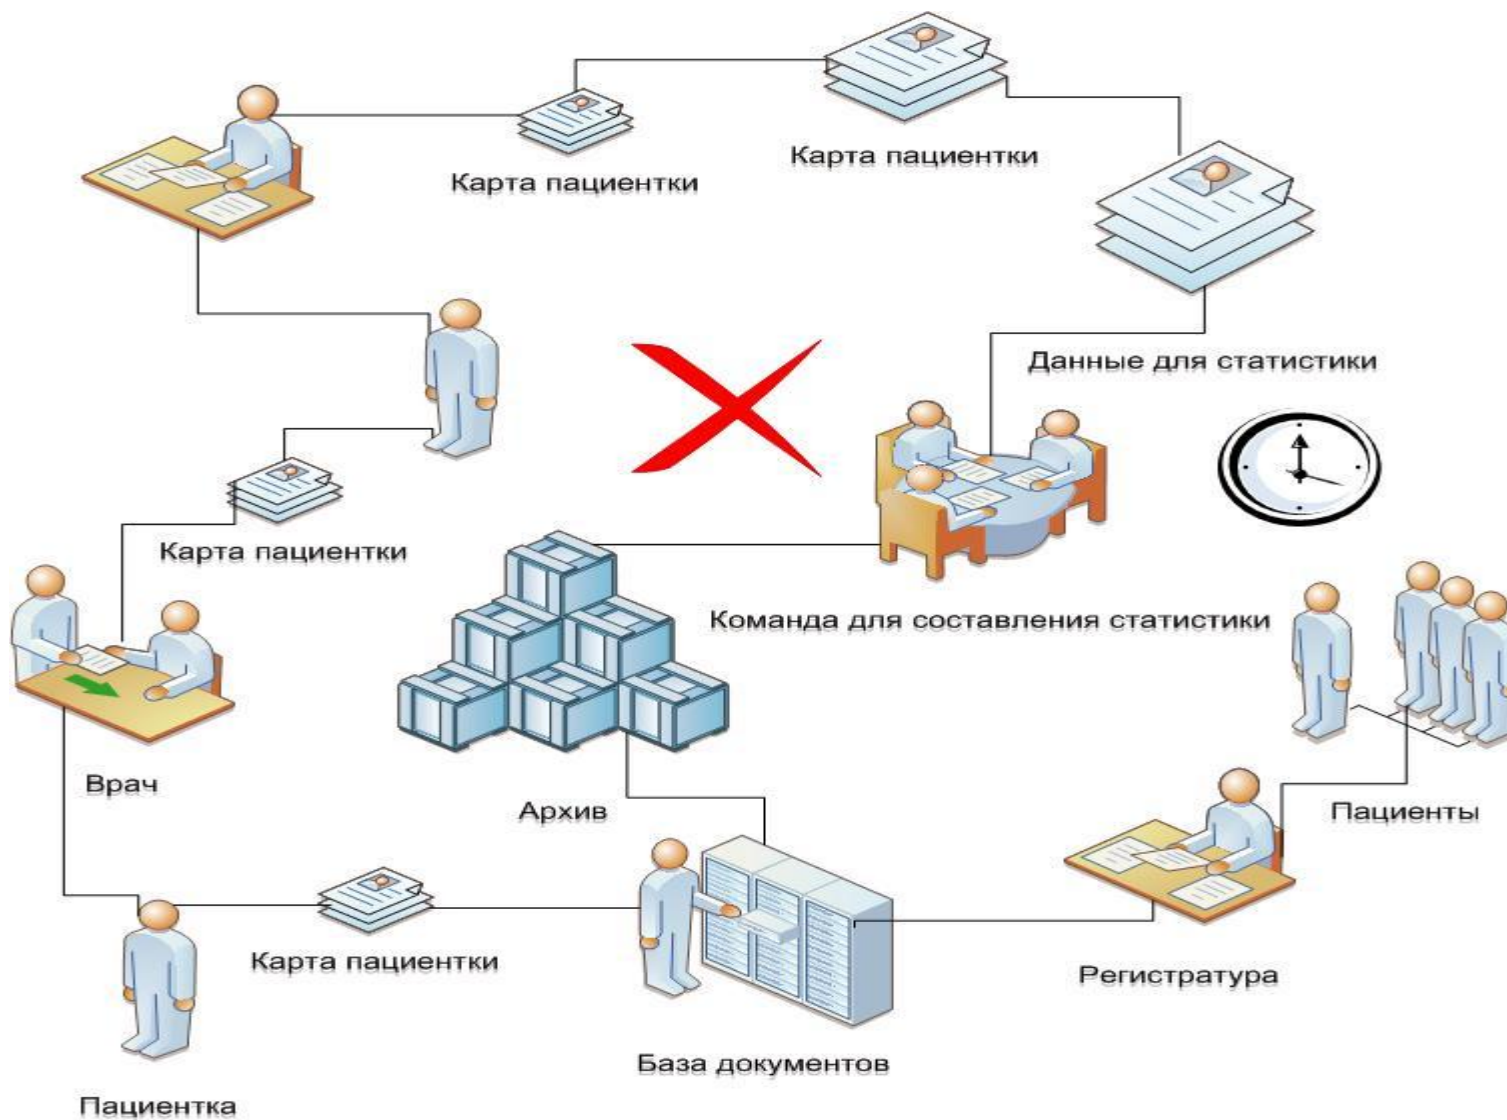 Карта пациентки
Карта пациентки
Данные для статистики
Карта пациентки
Команда для составления статистики
Врач
Архив
Пациенты
Карта пациентки
Регистратура
База документов
Пациентка